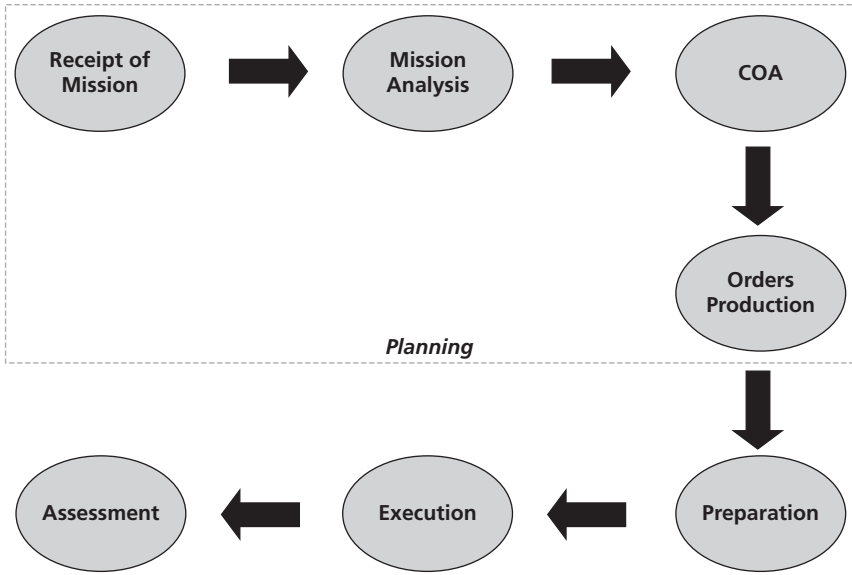 Receipt of
Mission
Mission
Analysis
COA
Orders
Production
Planning
Assessment
Execution
Preparation